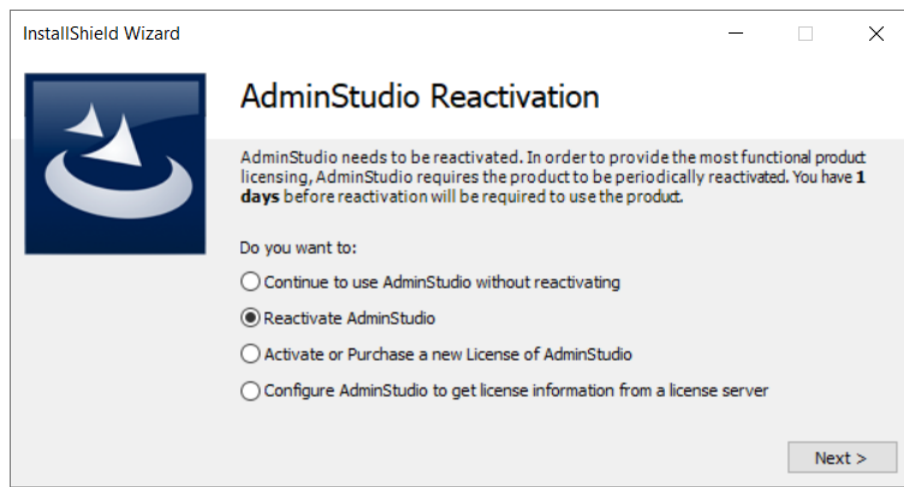 InstallShield Wizard
AdminStudio Reactivation
AdminStudio needs to be reactivated. In order to provide the most functional product
licensing, AdminStudio requires the product to be periodically reactivated. You have 1
days before reactivation will be required to use the product.
Do you want to:
Continue to use AdminStudio without reactivating
Reactivate AdminStudio
Activate or Purchase a new License of AdminStudio
Configure AdminStudio to get license information from a license server
Next >